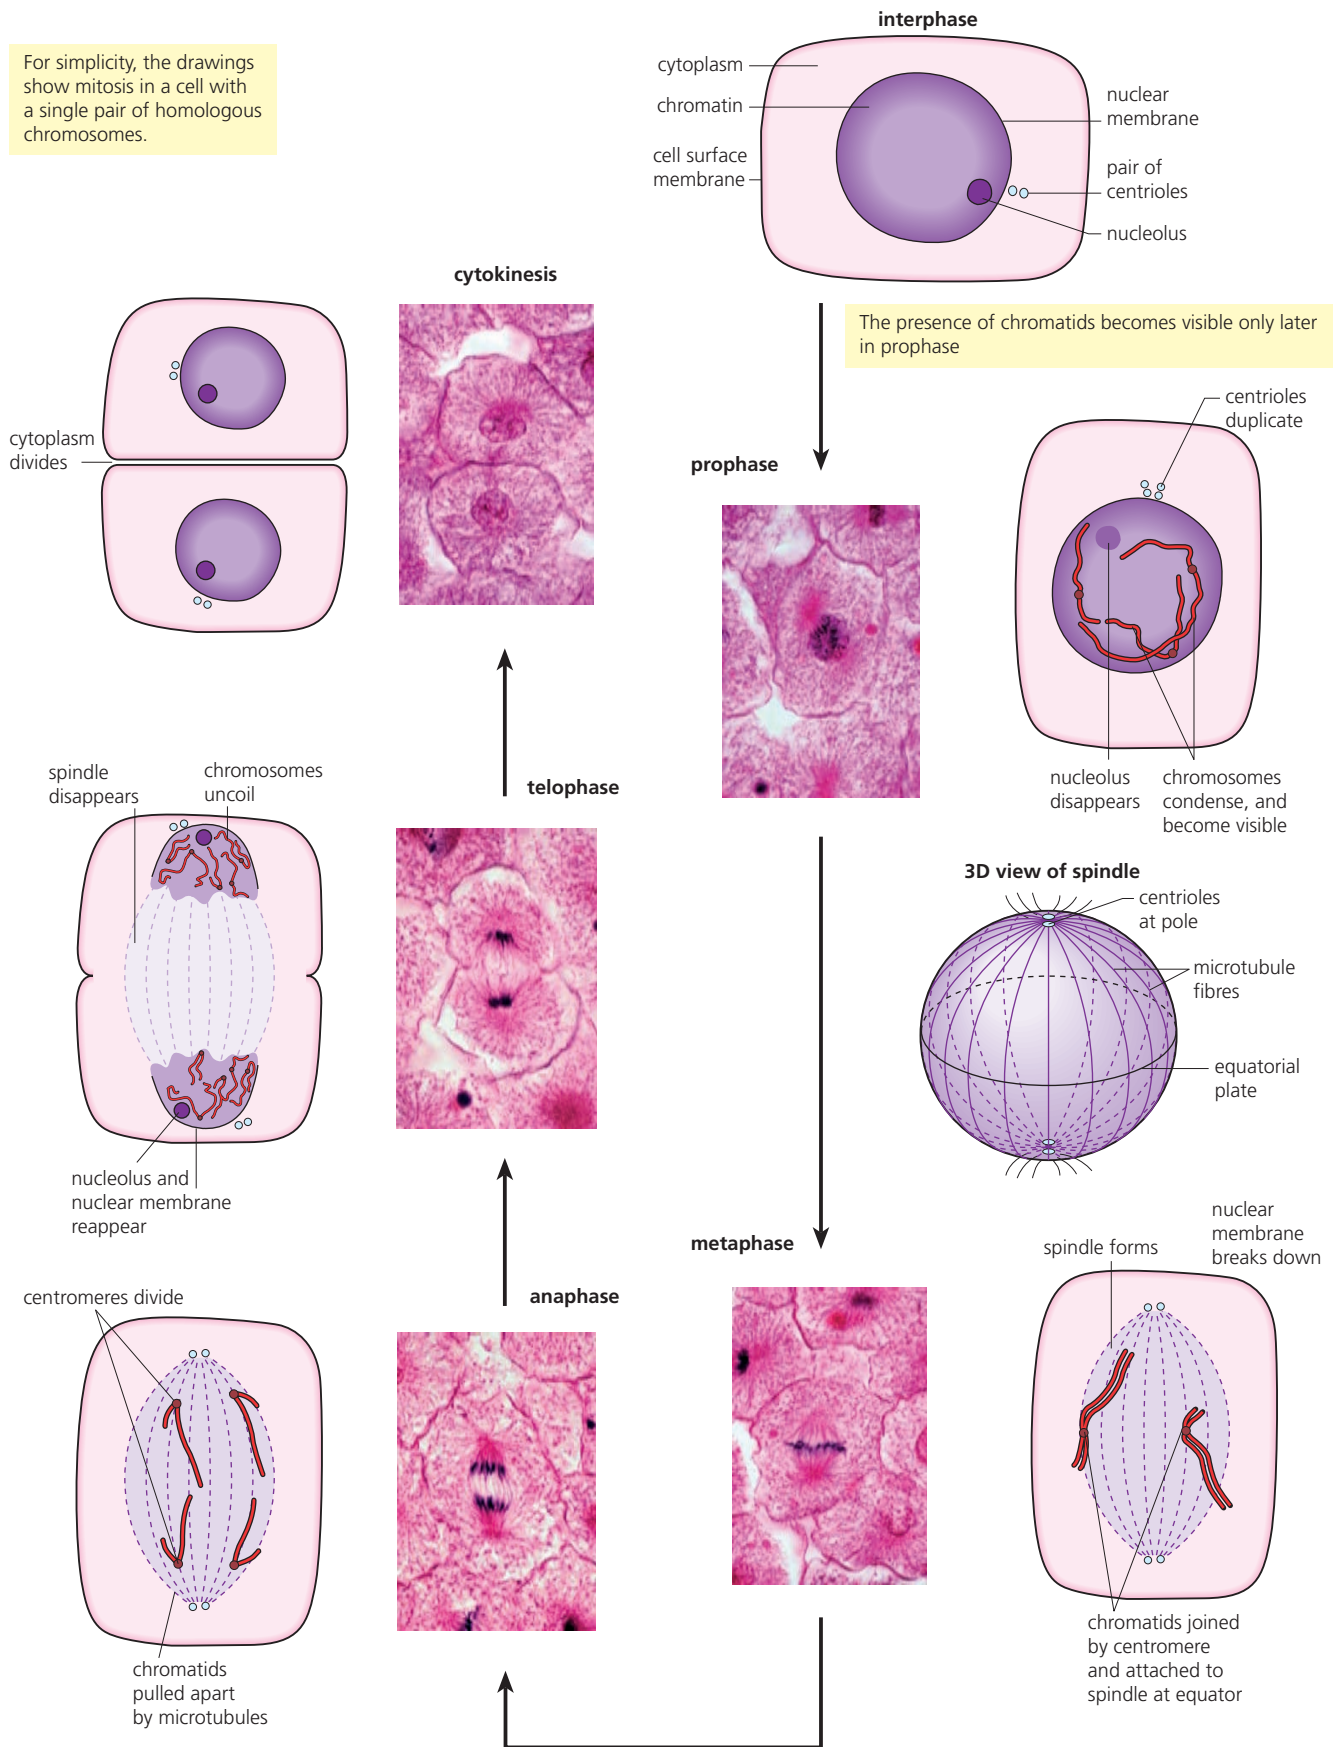 For simplicity, the drawings
show mitosis in a cell with
a single pair of homologous
chromosomes.
interphase
cytoplasm
chromatin
cell surface
membrane
nuclear
membrane
pair of
centrioles
nucleolus
The presence of chromatids becomes visible only later
in prophase
prophase
centrioles
duplicate
nucleolus
disappears
chromosomes
condense, and
become visible
3D view of spindle
centrioles
at pole
microtubule
fibres
equatorial
plate
metaphase
spindle forms
nuclear
membrane
breaks down
chromatids joined
by centromere
and attached to
spindle at equator
anaphase
centromeres divide
chromatids
pulled apart
by microtubules
telophase
spindle
disappears
chromosomes
uncoil
nucleolus and
nuclear membrane
reappear
cytokinesis
cytoplasm
divides